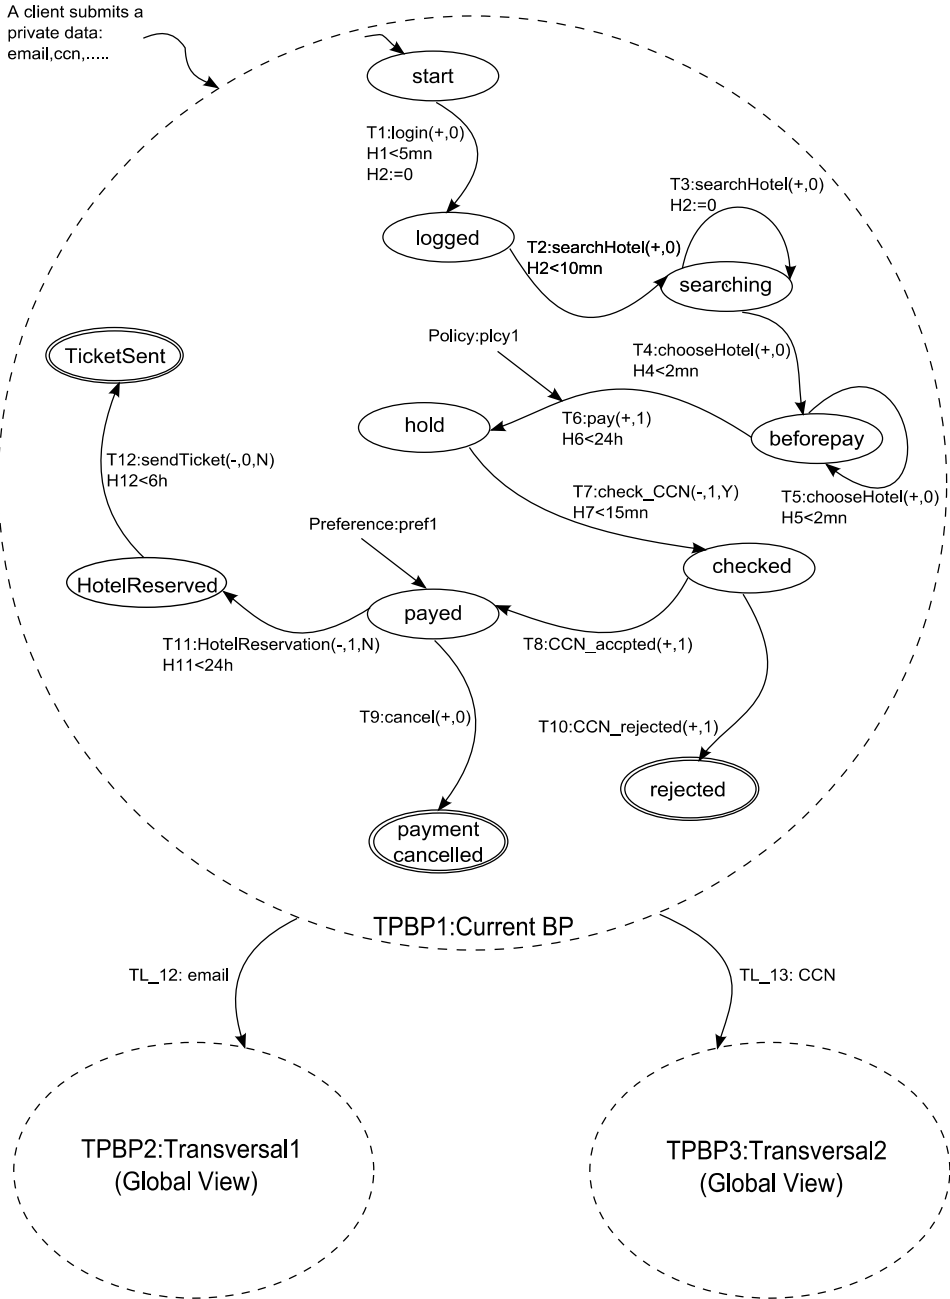 A client submits a
private data:
email,ccn,.....
start
T1:login(+,0)
H1<5mn
H2:=0
logged
T2:searchHotel(+,0)
H2<10mn
T3:searchHotel(+,0)
H2:=0
searching
TicketSent
Policy:plcy1
T4:chooseHotel(+,0)
H4<2mn
hold
T6:pay(+,1)
H6<24h
beforepay
T12:sendTicket(-,0,N)
H12<6h
T7:check_CCN(-,1,Y)
H7<15mn
T5:chooseHotel(+,0)
H5<2mn
Preference:pref1
HotelReserved
payed
checked
T11:HotelReservation(-,1,N)
H11<24h
T8:CCN_accpted(+,1)
T9:cancel(+,0)
T10:CCN_rejected(+,1)
rejected
payment
cancelled
TPBP1:Current BP
TL_12: email
TL_13: CCN
TPBP2:Transversal1
(Global View)
TPBP3:Transversal2
(Global View)